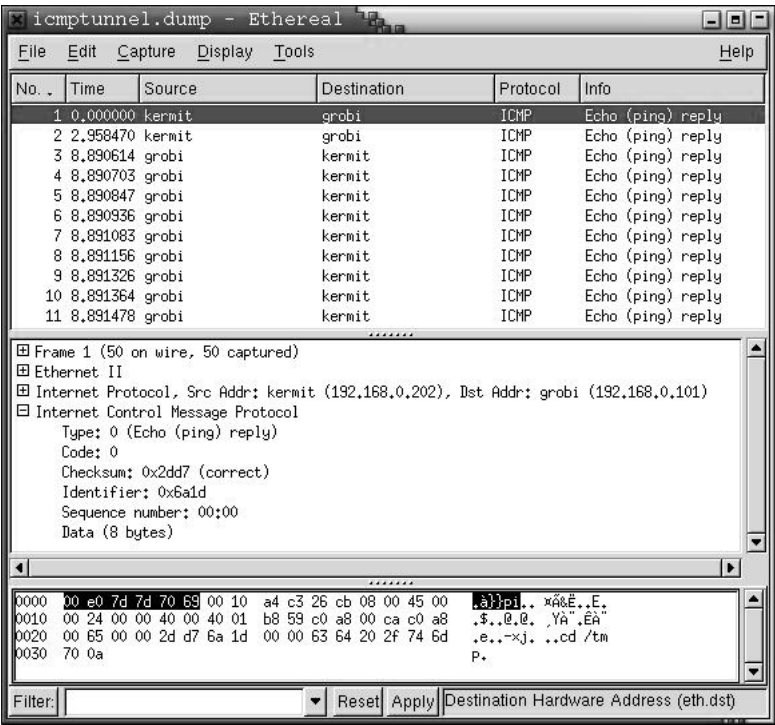 icmptunnel.dump - Ethereal
File Edit Capture Display Tools Help
No. . Time Source Destination Protocol Info
1 0.000000 kermit grobi ICMP Echo (ping) reply
2 2.958470 kermit grobi ICMP Echo (ping) reply
3 8.890614 grobi kermit ICMP Echo (ping) reply
4 8.890703 grobi kermit ICMP Echo (ping) reply
5 8.890847 grobi kermit ICMP Echo (ping) reply
6 8.890936 grobi kermit ICMP Echo (ping) reply
7 8.891083 grobi kermit ICMP Echo (ping) reply
8 8.891156 grobi kermit ICMP Echo (ping) reply
9 8.891326 grobi kermit ICMP Echo (ping) reply
10 8.891364 grobi kermit ICMP Echo (ping) reply
11 8.891478 grobi kermit ICMP Echo (ping) reply
Frame 1 (50 on wire, 50 captured)
Ethernet II
Internet Protocol, Src Addr: kermit (192.168.0.202), Dst Addr: grobi (192.168.0.101)
Internet Control Message Protocol
Type: 0 (Echo (ping) reply)
Code: 0
Checksum: 0x2dd7 (correct)
Identifier: 0x6a1d
Sequence number: 00:00
Data (8 bytes)
0000 00 e0 7d 7d 70 69 00 10 a4 c3 26 cb 08 00 45 00 .à}}pi.. ¤Ã&Ë..E.
0010 00 24 00 00 40 00 40 01 b8 59 c0 a8 00 ca c0 a8 .$..@.@. ¸YÀ¨.ÊÀ¨
0020 00 65 00 00 2d d7 6a 1d 00 00 63 64 20 2f 74 6d .e..-×j. ..cd /tm
0030 70 0a p.
Filter: Reset Apply Destination Hardware Address (eth.dst)